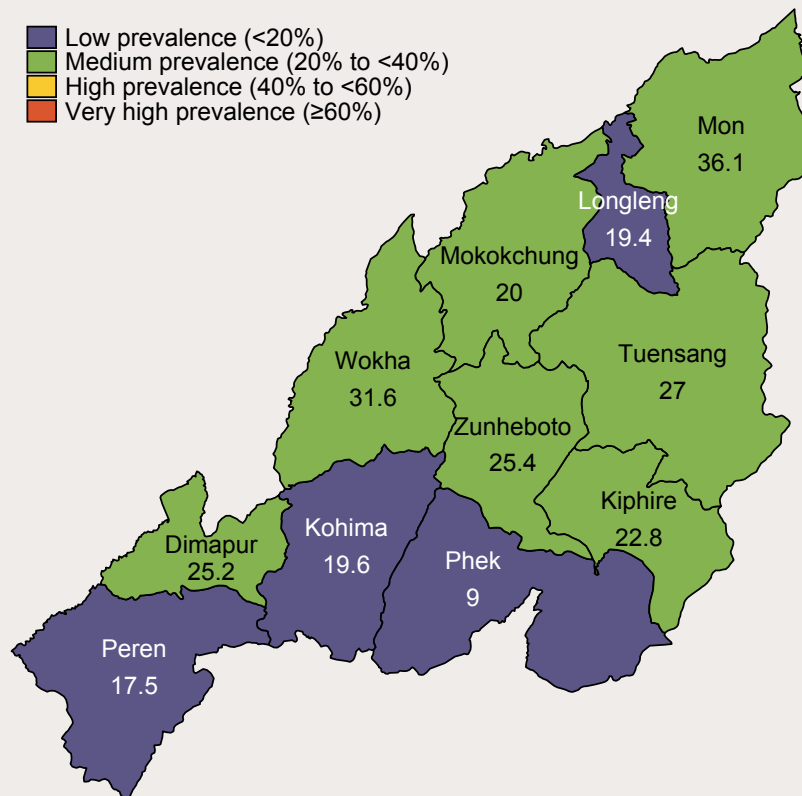 Low prevalence (<20%)
Medium prevalence (20% to <40%)
High prevalence (40% to <60%)
Very high prevalence (≥60%)
Mon
36.1
Longleng
19.4
Mokokchung
20
Tuensang
27
Wokha
31.6
Zunheboto
25.4
Kiphire
22.8
Kohima
19.6
Dimapur
25.2
Phek
9
Peren
17.5